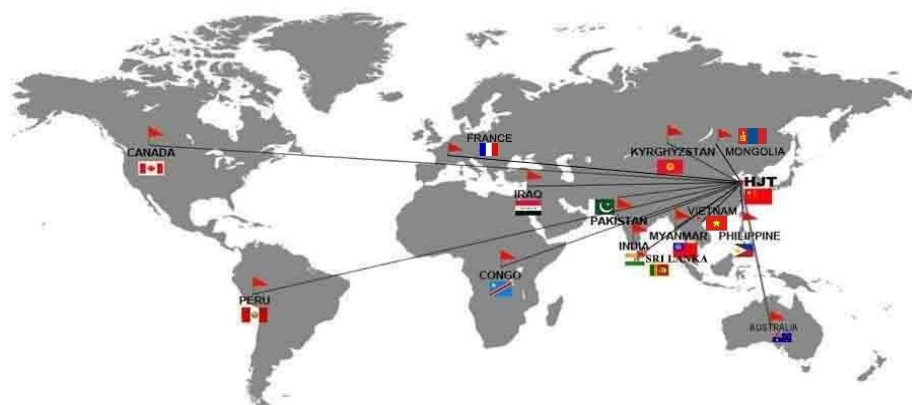 FRANCE
CANADA
KYRGHYZSTAN
MONGOLIA
HJT
IRAQ
PAKISTAN
VIETNAM
MYANMAR
PHILIPPINE
INDIA
SRI LANKA
CONGO
PERU
AUSTRALIA